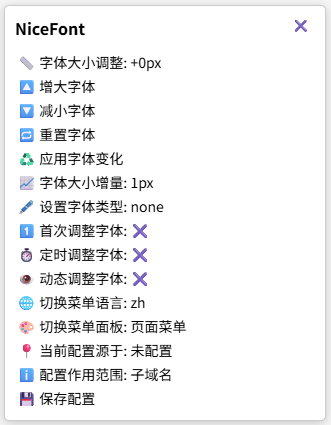 NiceFont
字体大小调整: +0px
增大字体
减小字体
重置字体
应用字体变化
字体大小增量: 1px
设置字体类型: none
首次调整字体: ❌
定时调整字体: ❌
动态调整字体: ❌
切换菜单语言: zh
切换菜单面板: 页面菜单
当前配置源于: 未配置
配置作用范围: 子域名
保存配置